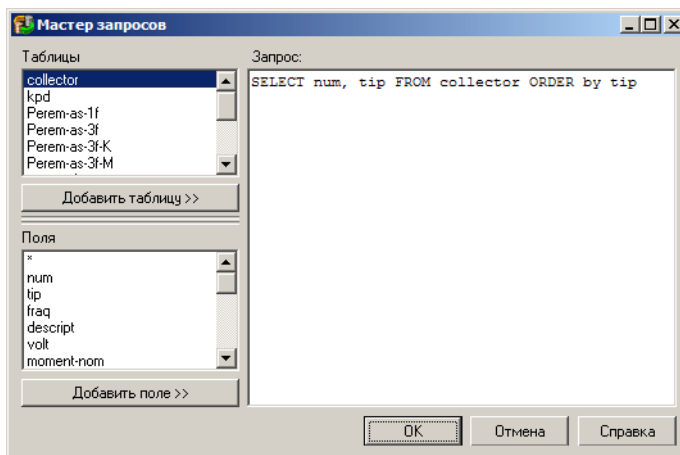 Мастер запросов
Таблицы
collector
kpd
Perem-as-1f
Perem-as-3f
Perem-as-3f-K
Perem-as-3f-M
Добавить таблицу >>
Поля
*
num
tip
fraq
descript
volt
moment-nom
Добавить поле >>
Запрос:
SELECT num, tip FROM collector ORDER by tip
OK
Отмена
Справка